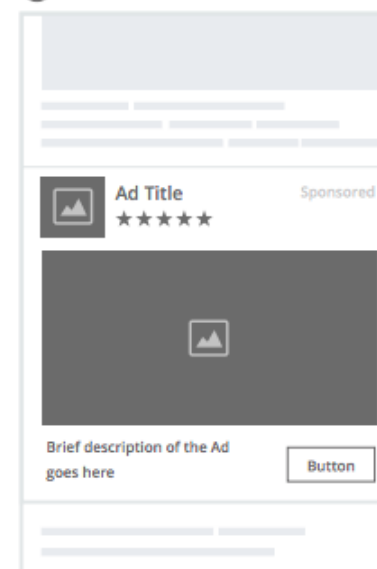 Ad Title
Sponsored
★★★★★
Brief description of the Ad
goes here
Button